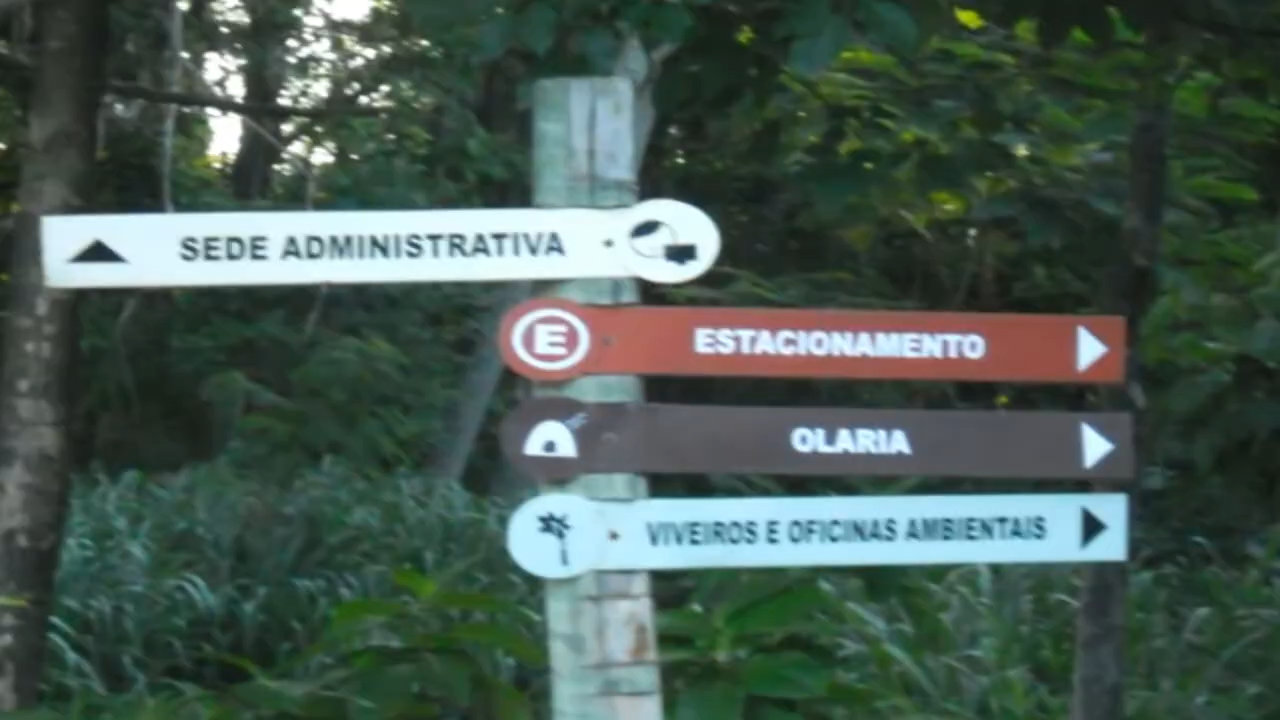 SEDE ADMINISTRATIVA
E ESTACIONAMENTO
OLARIA
VIVEIROS E OFICINAS AMBIENTAIS